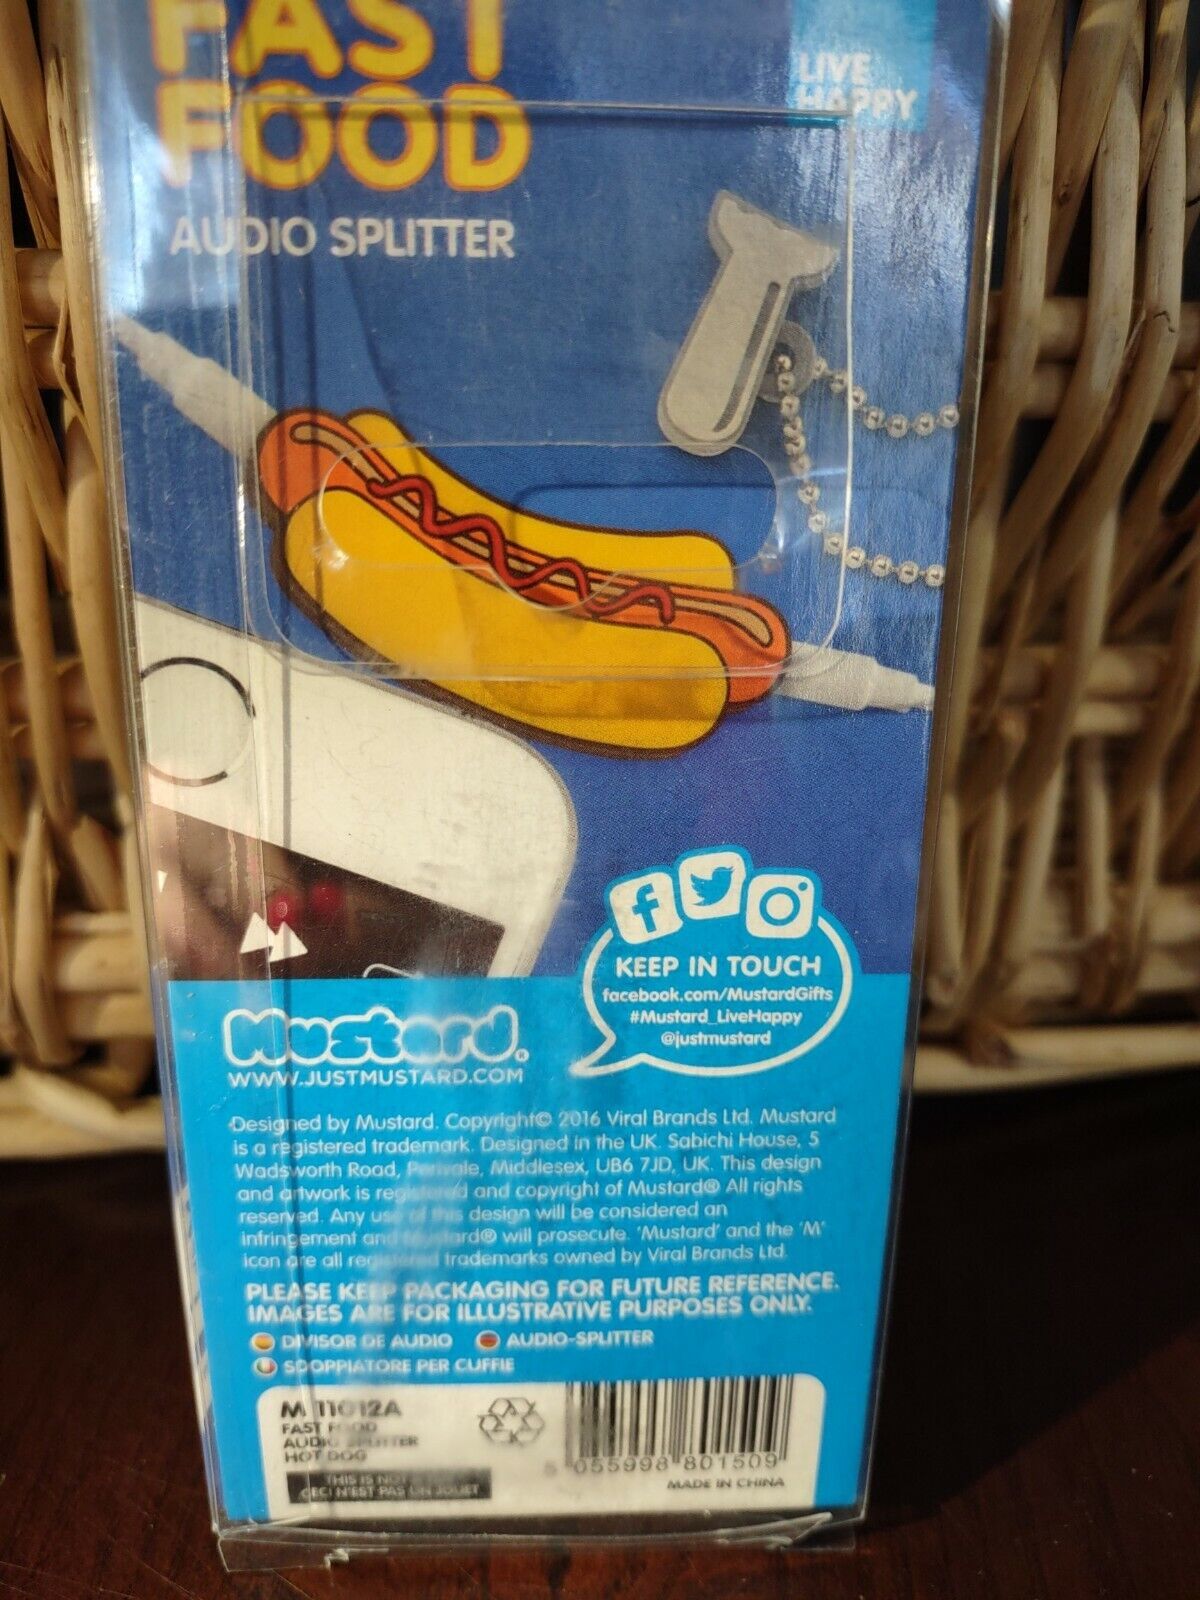 FAST
FOOD
AUDIO SPLITTER
LIVE
HAPPY
KEEP IN TOUCH
facebook.com/MustardGifts
#Mustard_LiveHappy
@justmustard
Mustard®
WWW.JUSTMUSTARD.COM
Designed by Mustard. Copyright© 2016 Viral Brands Ltd. Mustard
is a registered trademark. Designed in the UK. Sabichi House, 5
Wadsworth Road, Perivale, Middlesex, UB6 7JD, UK. This design
and artwork is registered and copyright of Mustard® All rights
reserved. Any use of this design will be considered an
infringement and Mustard® will prosecute. 'Mustard' and the 'M'
icon are all registered trademarks owned by Viral Brands Ltd.
PLEASE KEEP PACKAGING FOR FUTURE REFERENCE.
IMAGES ARE FOR ILLUSTRATIVE PURPOSES ONLY.
DIVISOR DE AUDIO AUDIO-SPLITTER
SDOPPIATORE PER CUFFIE
M 11012A
FAST FOOD
AUDIO SPLITTER
HOT DOG
THIS IS NOT
CECI N'EST PAS UN JOUET
5 055998 801509
MADE IN CHINA